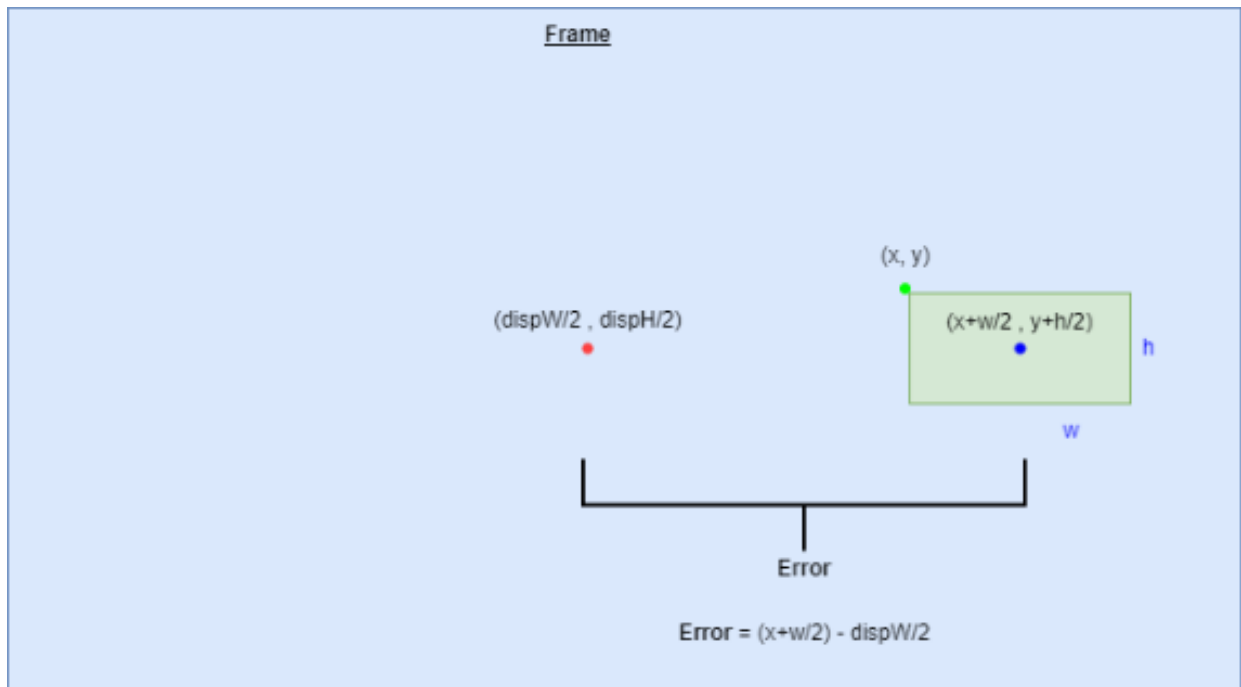 Frame
(x, y)
(dispW/2 , dispH/2)
(x+w/2 , y+h/2)
h
w
Error
Error = (x+w/2) - dispW/2